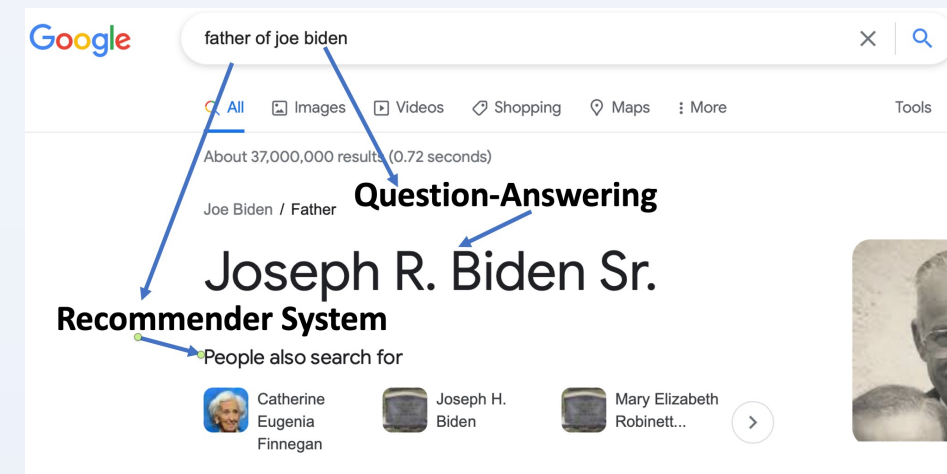 Google
father of joe biden
All Images Videos Shopping Maps More Tools
About 37,000,000 results (0.72 seconds)
Question-Answering
Joe Biden / Father
Joseph R. Biden Sr.
Recommender System
People also search for
Catherine
Eugenia
Finnegan
Joseph H.
Biden
Mary Elizabeth
Robinett...